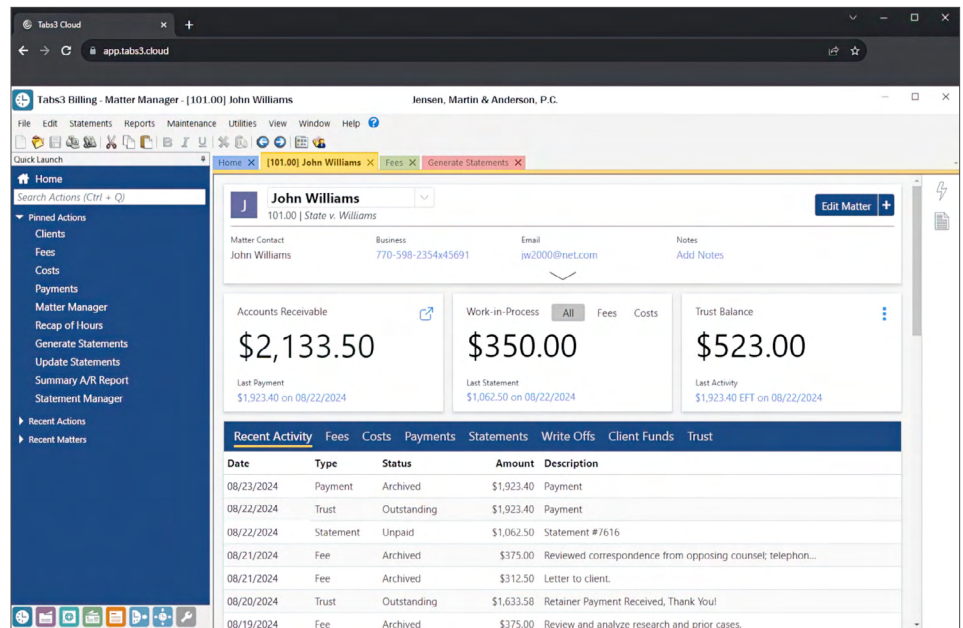 Tabs3 Cloud
app.tabs3.cloud
Tabs3 Billing - Matter Manager - [101.00] John Williams
Jensen, Martin & Anderson, P.C.
File Edit Statements Reports Maintenance Utilities View Window Help ?
B I U
Quick Launch
Home [101.00] John Williams Fees Generate Statements
Home
Search Actions (Ctrl + Q)
Pinned Actions
Clients
Fees
Costs
Payments
Matter Manager
Recap of Hours
Generate Statements
Update Statements
Summary A/R Report
Statement Manager
Recent Actions
Recent Matters
J
John Williams
101.00 | State v. Williams
Edit Matter +
Matter Contact Business Email Notes
John Williams 770-598-2354x45691 jw2000@net.com Add Notes
Accounts Receivable
$2,133.50
Last Payment
$1,923.40 on 08/22/2024
Work-in-Process All Fees Costs
$350.00
Last Statement
$1,062.50 on 08/22/2024
Trust Balance
$523.00
Last Activity
$1,923.40 EFT on 08/22/2024
Recent Activity Fees Costs Payments Statements Write Offs Client Funds Trust
Date Type Status Amount Description
08/23/2024 Payment Archived $1,923.40 Payment
08/22/2024 Trust Outstanding $1,923.40 Payment
08/22/2024 Statement Unpaid $1,062.50 Statement #7616
08/21/2024 Fee Archived $375.00 Reviewed correspondence from opposing counsel; telephon...
08/21/2024 Fee Archived $312.50 Letter to client.
08/20/2024 Trust Outstanding $1,633.58 Retainer Payment Received, Thank You!
08/19/2024 Fee Archived $375.00 Review and analyze research and prior cases.